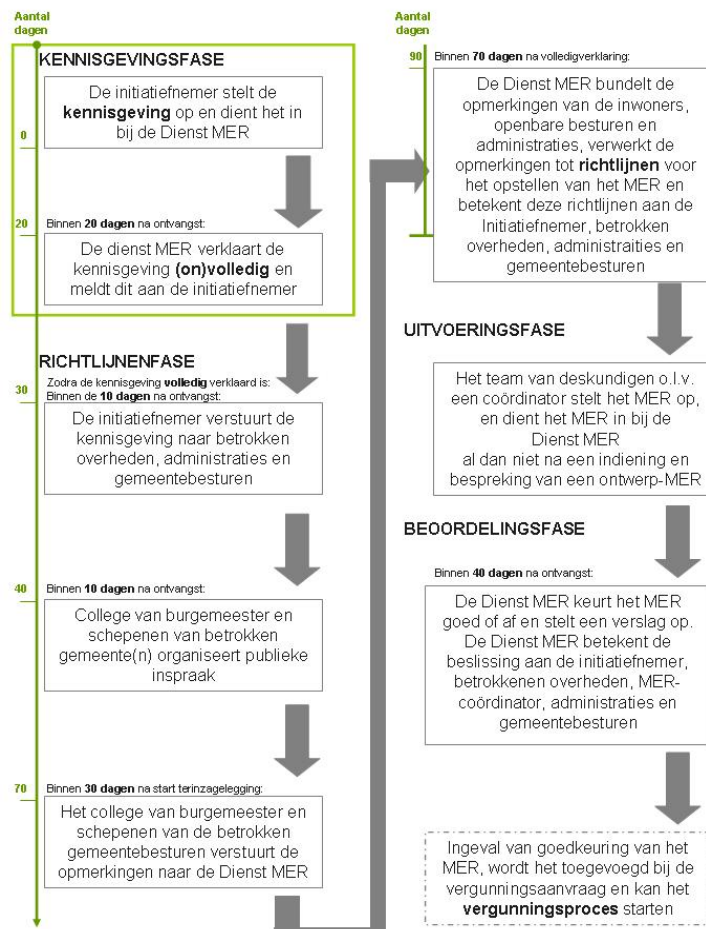 Aantal
dagen
KENNISGEVINGSFASE
De initiatiefnemer stelt de
kennisgeving op en dient het in
bij de Dienst MER
0
20
Binnen 20 dagen na ontvangst:
De dienst MER verklaart de
kennisgeving (on)volledig en
meldt dit aan de initiatiefnemer
RICHTLIJNENFASE
Zodra de kennisgeving volledig verklaard is:
Binnen de 10 dagen na ontvangst:
30
De initiatiefnemer verstuurt de
kennisgeving naar betrokken
overheden, administraties en
gemeentebesturen
40
Binnen 10 dagen na ontvangst:
College van burgemeester en
schepenen van betrokken
gemeente(n) organiseert publieke
inspraak
70
Binnen 30 dagen na start terinzagelegging:
Het college van burgemeester en
schepenen van de betrokken
gemeentebesturen verstuurt de
opmerkingen naar de Dienst MER
Aantal
dagen
90
Binnen 70 dagen na volledigverklaring:
De Dienst MER bundelt de
opmerkingen van de inwoners,
openbare besturen en
administraties, verwerkt de
opmerkingen tot richtlijnen voor
het opstellen van het MER en
betekent deze richtlijnen aan de
Initiatiefnemer, betrokken
overheden, administraities en
gemeentebesturen
UITVOERINGSFASE
Het team van deskundigen o.l.v.
een coördinator stelt het MER op,
en dient het MER in bij de
Dienst MER
al dan niet na een indiening en
bespreking van een ontwerp-MER
BEOORDELINGSFASE
Binnen 40 dagen na ontvangst:
De Dienst MER keurt het MER
goed of af en stelt een verslag op.
De Dienst MER betekent de
beslissing aan de initiatiefnemer,
betrokkenen overheden, MER-
coördinator, administraties en
gemeentebesturen
Ingeval van goedkeuring van het
MER, wordt het toegevoegd bij de
vergunningsaanvraag en kan het
vergunningsproces starten